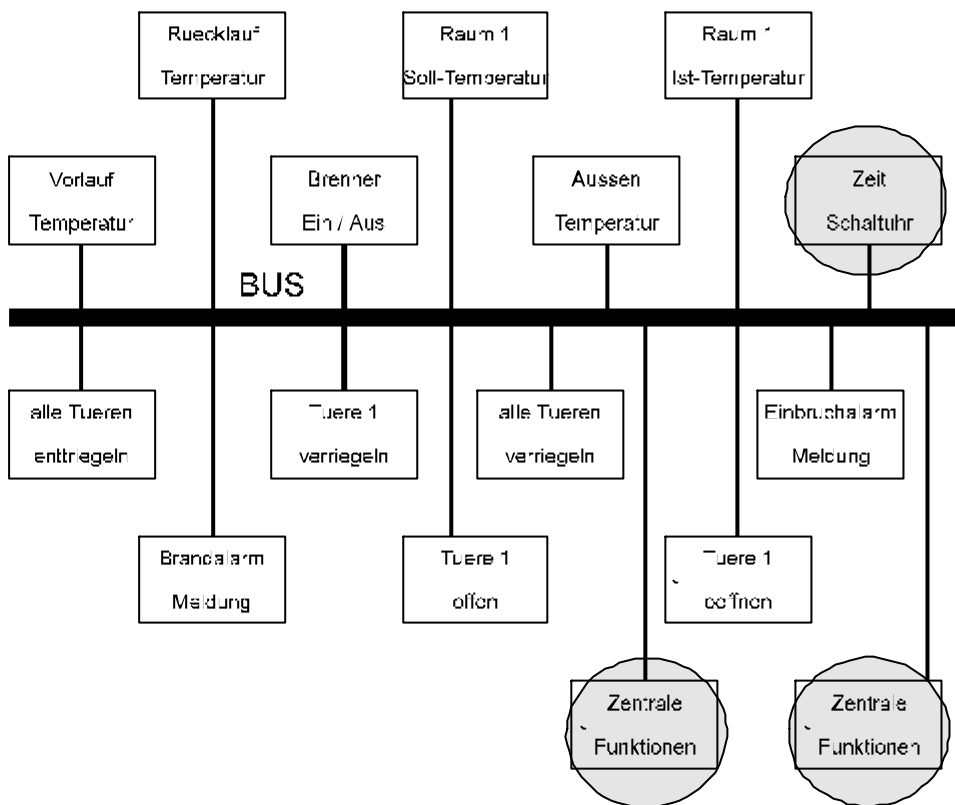 Ruecklauf
Temperatur
Raum 1
Soll-Temperatur
Raum 1
Ist-Temperatur
Vorlauf
Temperatur
Brenner
Ein / Aus
Aussen
Temperatur
Zeit
Schaltuhr
BUS
alle Tueren
enttriegeln
Tuere 1
verriegeln
alle Tueren
verriegeln
Einbruchalarm
Meldung
Brandalarm
Meldung
Tuere 1
offen
Tuere 1
oeffnen
Zentrale
Funktionen
Zentrale
Funktionen